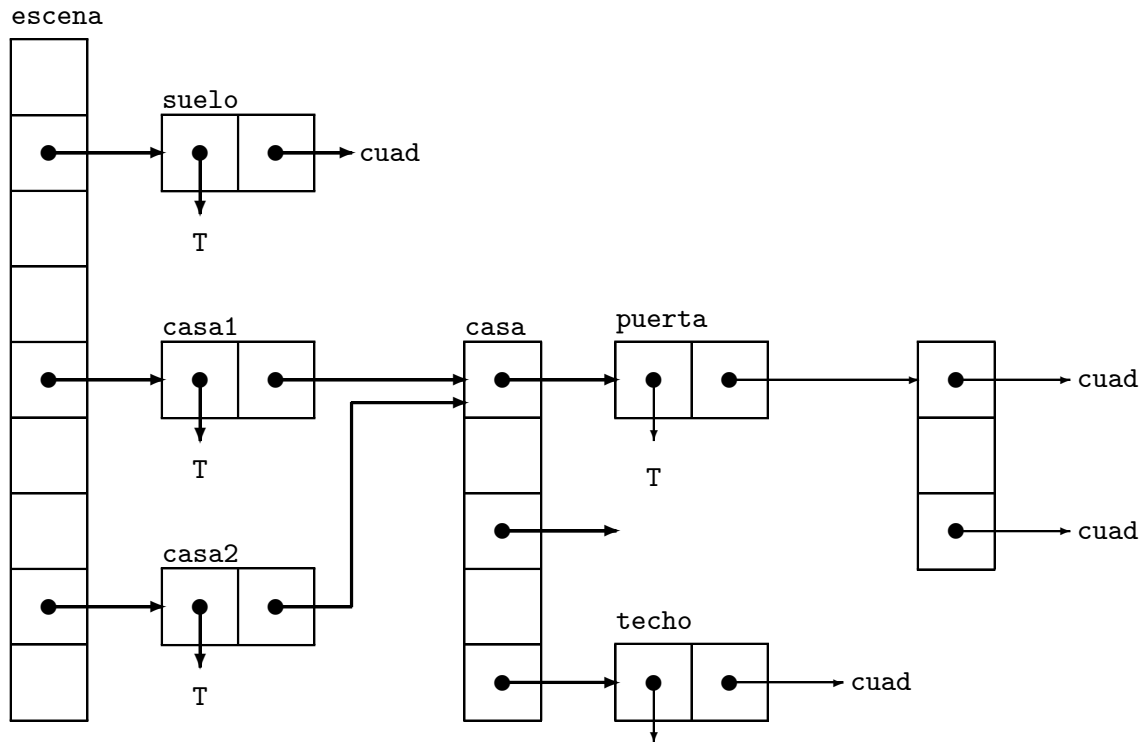 escena
suelo
cuad
T
casa1
casa
puerta
cuad
T
T
cuad
casa2
techo
T
cuad